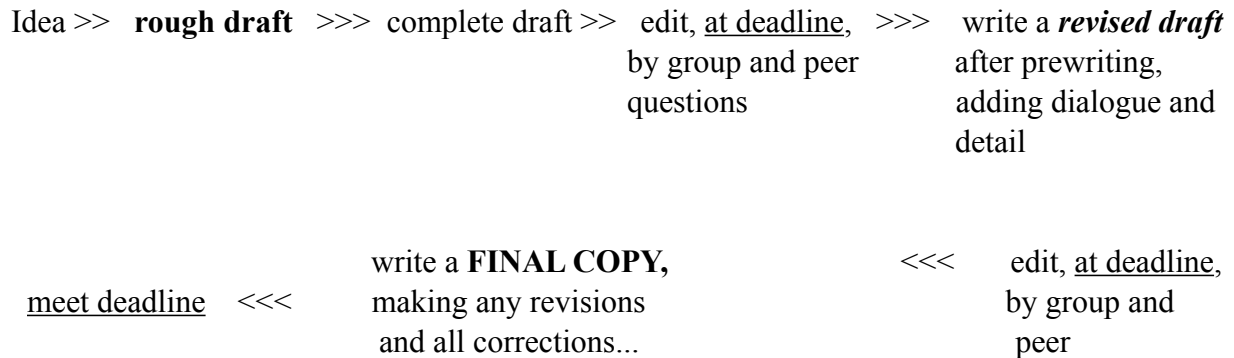 Idea >> rough draft >>> complete draft >> edit, at deadline, >>> write a revised draft
by group and peer after prewriting,
questions adding dialogue and
detail
write a FINAL COPY, <<< edit, at deadline,
meet deadline <<< making any revisions by group and
and all corrections... peer